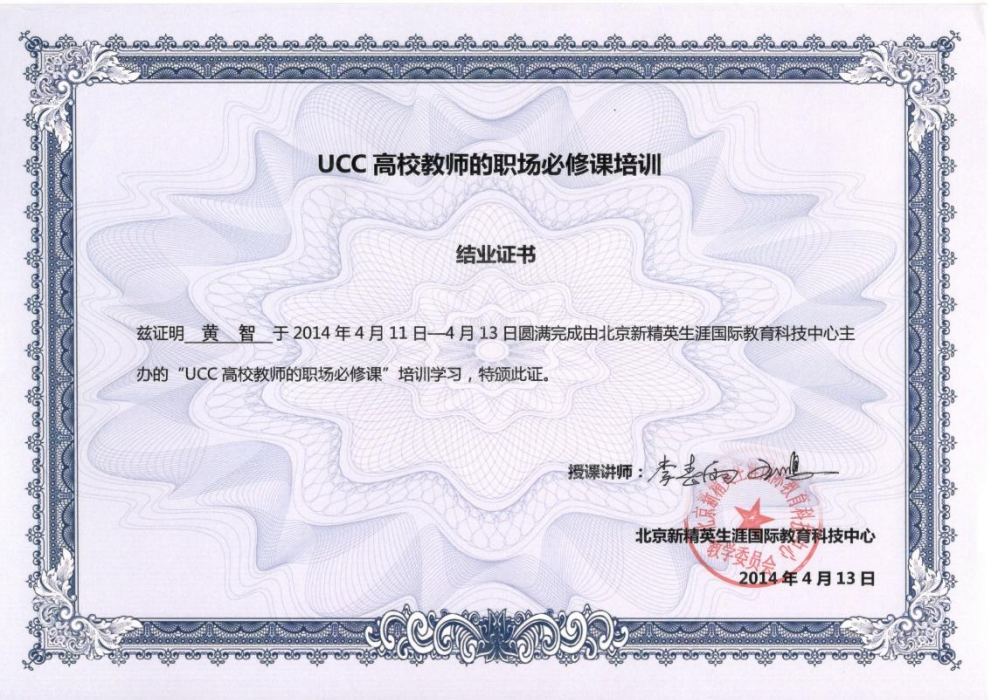 UCC 高校教师的职场必修课培训
结业证书
兹证明 黄 智 于 2014 年 4 月 11 日—4 月 13 日圆满完成由北京新精英生涯国际教育科技中心主
办的“UCC 高校教师的职场必修课”培训学习，特颁此证。
授课讲师：
北京新精英生涯国际教育科技中心
教学委员会
2014 年 4 月 13 日